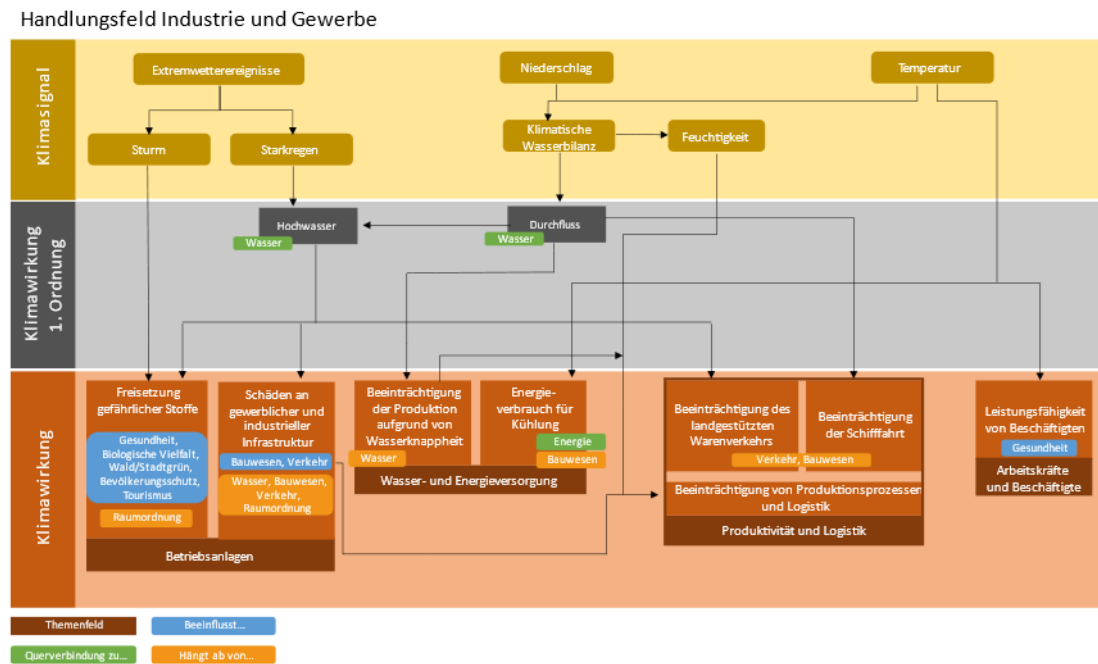 Handlungsfeld Industrie und Gewerbe
Klimasignal
Extremwetterereignisse
Niederschlag
Temperatur
Sturm
Starkregen
Klimatische
Wasserbilanz
Feuchtigkeit
Klimawirkung
1. Ordnung
Hochwasser
Wasser
Durchfluss
Wasser
Klimawirkung
Freisetzung
gefährlicher Stoffe
Gesundheit,
Biologische Vielfalt,
Wald/Stadtgrün,
Bevölkerungsschutz,
Tourismus
Raumordnung
Schäden an
gewerblicher und
industrieller
Infrastruktur
Bauwesen, Verkehr
Wasser, Bauwesen,
Verkehr,
Raumordnung
Betriebsanlagen
Beeinträchtigung
der Produktion
aufgrund von
Wasserknappheit
Wasser
Energie-
verbrauch für
Kühlung
Energie
Bauwesen
Wasser- und Energieversorgung
Beeinträchtigung des
landgestützten
Warenverkehrs
Beeinträchtigung
der Schifffahrt
Verkehr, Bauwesen
Beeinträchtigung von Produktionsprozessen
und Logistik
Produktivität und Logistik
Leistungsfähigkeit
von Beschäftigten
Gesundheit
Arbeitskräfte
und Beschäftigte
Themenfeld
Beeinflusst...
Querverbindung zu...
Hängt ab von...